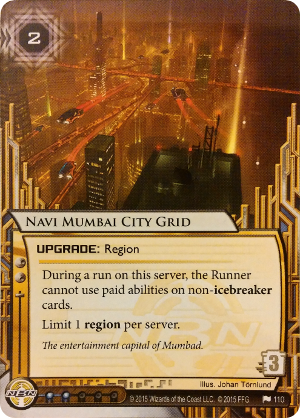 2
NAVI MUMBAI CITY GRID
UPGRADE: Region
During a run on this server, the Runner
cannot use paid abilities on non-icebreaker
cards.
Limit 1 region per server.
The entertainment capital of Mumbad.
3
Illus. Johan Törnlund
NBN
© 2015 Wizards of the Coast LLC. © 2015 FFG
110